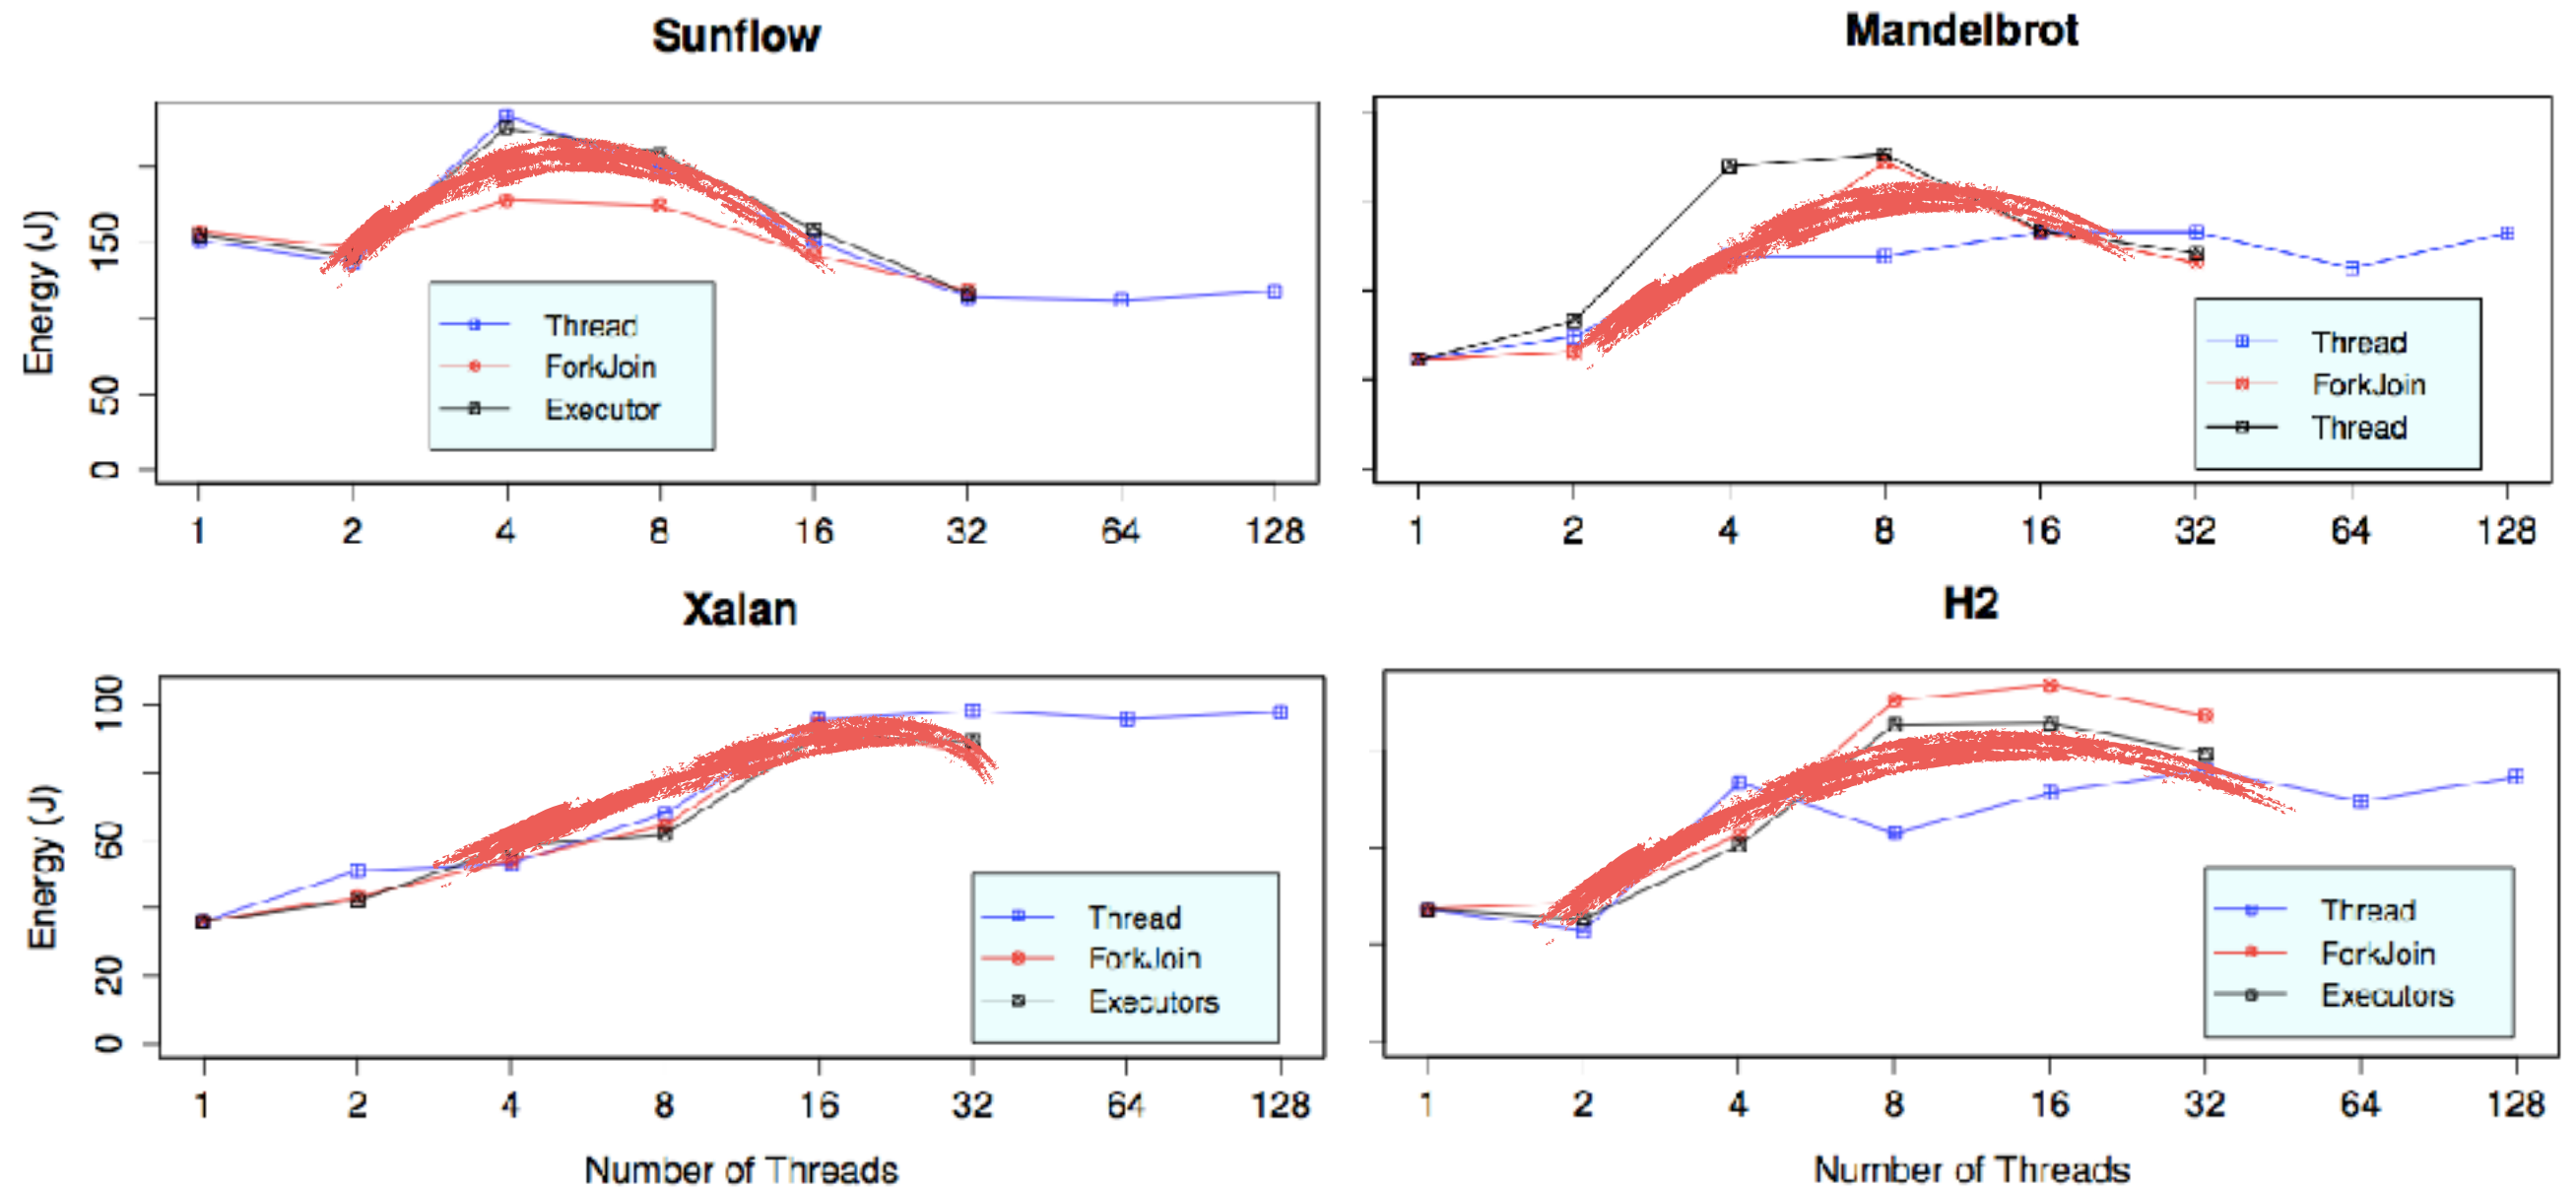 Sunflow
Mandelbrot
Energy (J)
150
50
0
Thread
ForkJoin
Executor
Thread
ForkJoin
Thread
1 2 4 8 16 32 64 128
1 2 4 8 16 32 64 128
Xalan
H2
Energy (J)
100
60
20
0
Thread
ForkJoin
Executors
Thread
ForkJoin
Executors
1 2 4 8 16 32 64 128
1 2 4 8 16 32 64 128
Number of Threads
Number of Threads